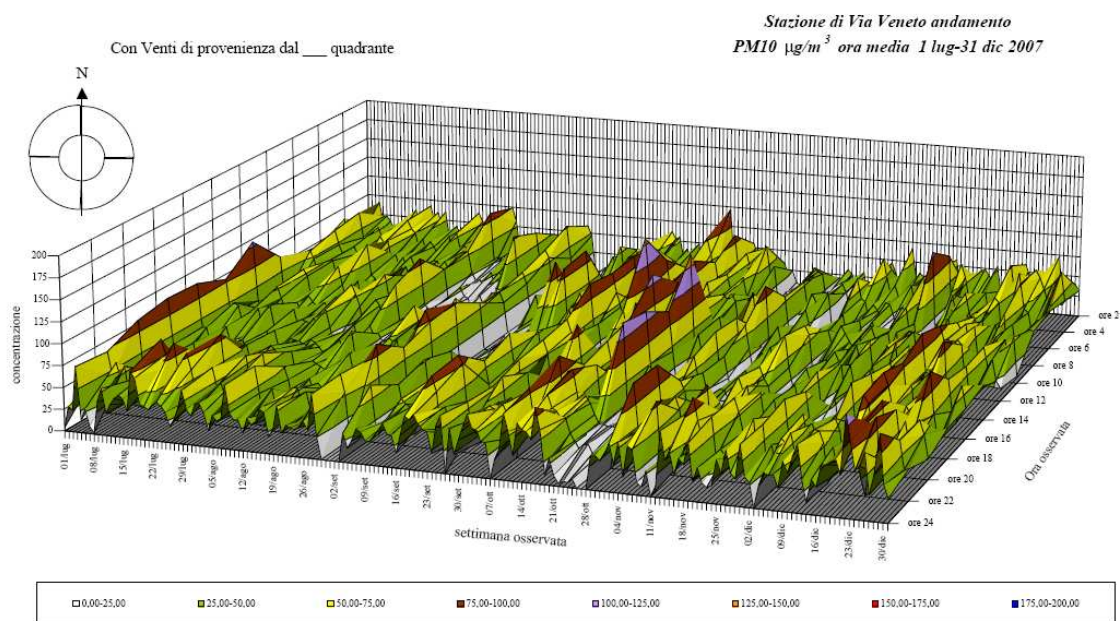 Stazione di Via Veneto andamento
PM10 µg/m³ ora media 1 lug-31 dic 2007
Con Venti di provenienza dal ___ quadrante
N
concentrazione
200
175
150
125
100
75
50
25
0
01/lug
08/lug
15/lug
22/lug
29/lug
05/ago
12/ago
19/ago
26/ago
02/set
09/set
16/set
23/set
30/set
07/ott
14/ott
21/ott
28/ott
04/nov
11/nov
18/nov
25/nov
02/dic
09/dic
16/dic
23/dic
30/dic
settimana osservata
ore 2
ore 4
ore 6
ore 8
ore 10
ore 12
ore 14
ore 16
ore 18
ore 20
ore 22
ore 24
Ora osservata
0,00-25,00
25,00-50,00
50,00-75,00
75,00-100,00
100,00-125,00
125,00-150,00
150,00-175,00
175,00-200,00